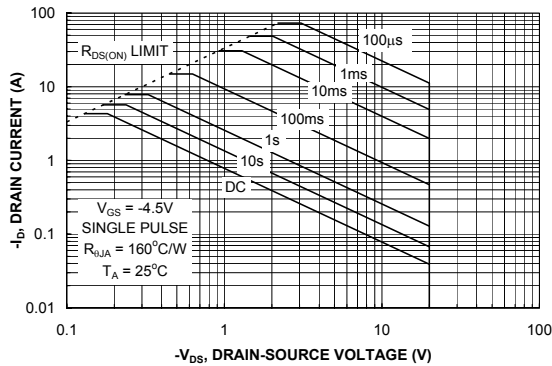 100
10
1
0.1
0.01
0.1
1
10
100
-I_D, DRAIN CURRENT (A)
-V_DS, DRAIN-SOURCE VOLTAGE (V)
R_DS(ON) LIMIT
100μs
1ms
10ms
100ms
1s
10s
DC
V_GS = -4.5V
SINGLE PULSE
R_θJA = 160°C/W
T_A = 25°C